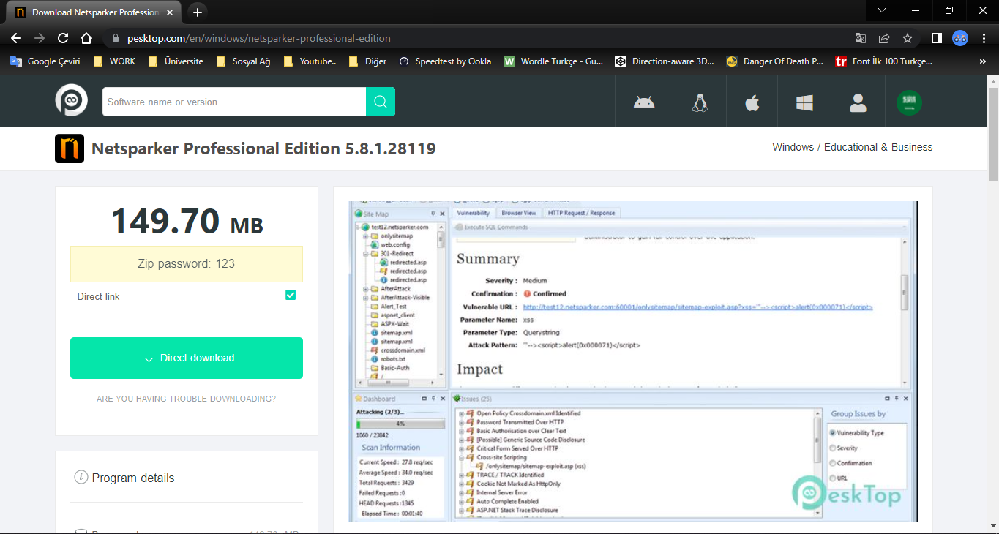 Download Netsparker Profession
pesktop.com/en/windows/netsparker-professional-edition
Google Çeviri WORK Üniversite Sosyal Ağ Youtube.. Diğer Speedtest by Ookla Wordle Türkçe - Gü... Direction-aware 3D... Danger Of Death P... Font İlk 100 Türkçe...
Software name or version ...
Netsparker Professional Edition 5.8.1.28119
Windows / Educational & Business
149.70 MB
Zip password: 123
Direct link
Direct download
ARE YOU HAVING TROUBLE DOWNLOADING?
Program details
Site Map
test12.netsparker.com
onlysitemap
web.config
301-Redirect
redirected.asp
redirected.asp
redirected.asp
AfterAttack
AfterAttack-Visible
Alert_Test
aspnet_client
ASPX-Wait
sitemap.xml
sitemap.xml
crossdomain.xml
robots.txt
Basic-Auth
/
Vulnerability Browser View HTTP Request / Response
Execute SQL Commands
administrator to gain full control over the application.
Summary
Severity : Medium
Confirmation : Confirmed
Vulnerable URL : http://test12.netsparker.com:60001/onlysitemap/sitemap-exploit.asp?xss='"--><script>alert(0x000071)</script>
Parameter Name: xss
Parameter Type: Querystring
Attack Pattern: '"--><script>alert(0x000071)</script>
Impact
Dashboard
Attacking (2/3)...
4%
1060 / 23842
Scan Information
Current Speed : 27.8 req/sec
Average Speed : 34.0 req/sec
Total Requests : 3429
Failed Requests :0
HEAD Requests :1345
Elapsed Time : 00:01:40
Issues (25)
Open Policy Crossdomain.xml Identified
Password Transmitted Over HTTP
Basic Authorisation over Clear Text
[Possible] Generic Source Code Disclosure
Critical Form Served Over HTTP
Cross-site Scripting
/onlysitemap/sitemap-exploit.asp (xss)
TRACE / TRACK Identified
Cookie Not Marked As HttpOnly
Internal Server Error
Auto Complete Enabled
ASP.NET Stack Trace Disclosure
Group Issues by
Vulnerability Type
Severity
Confirmation
URL
eskTop